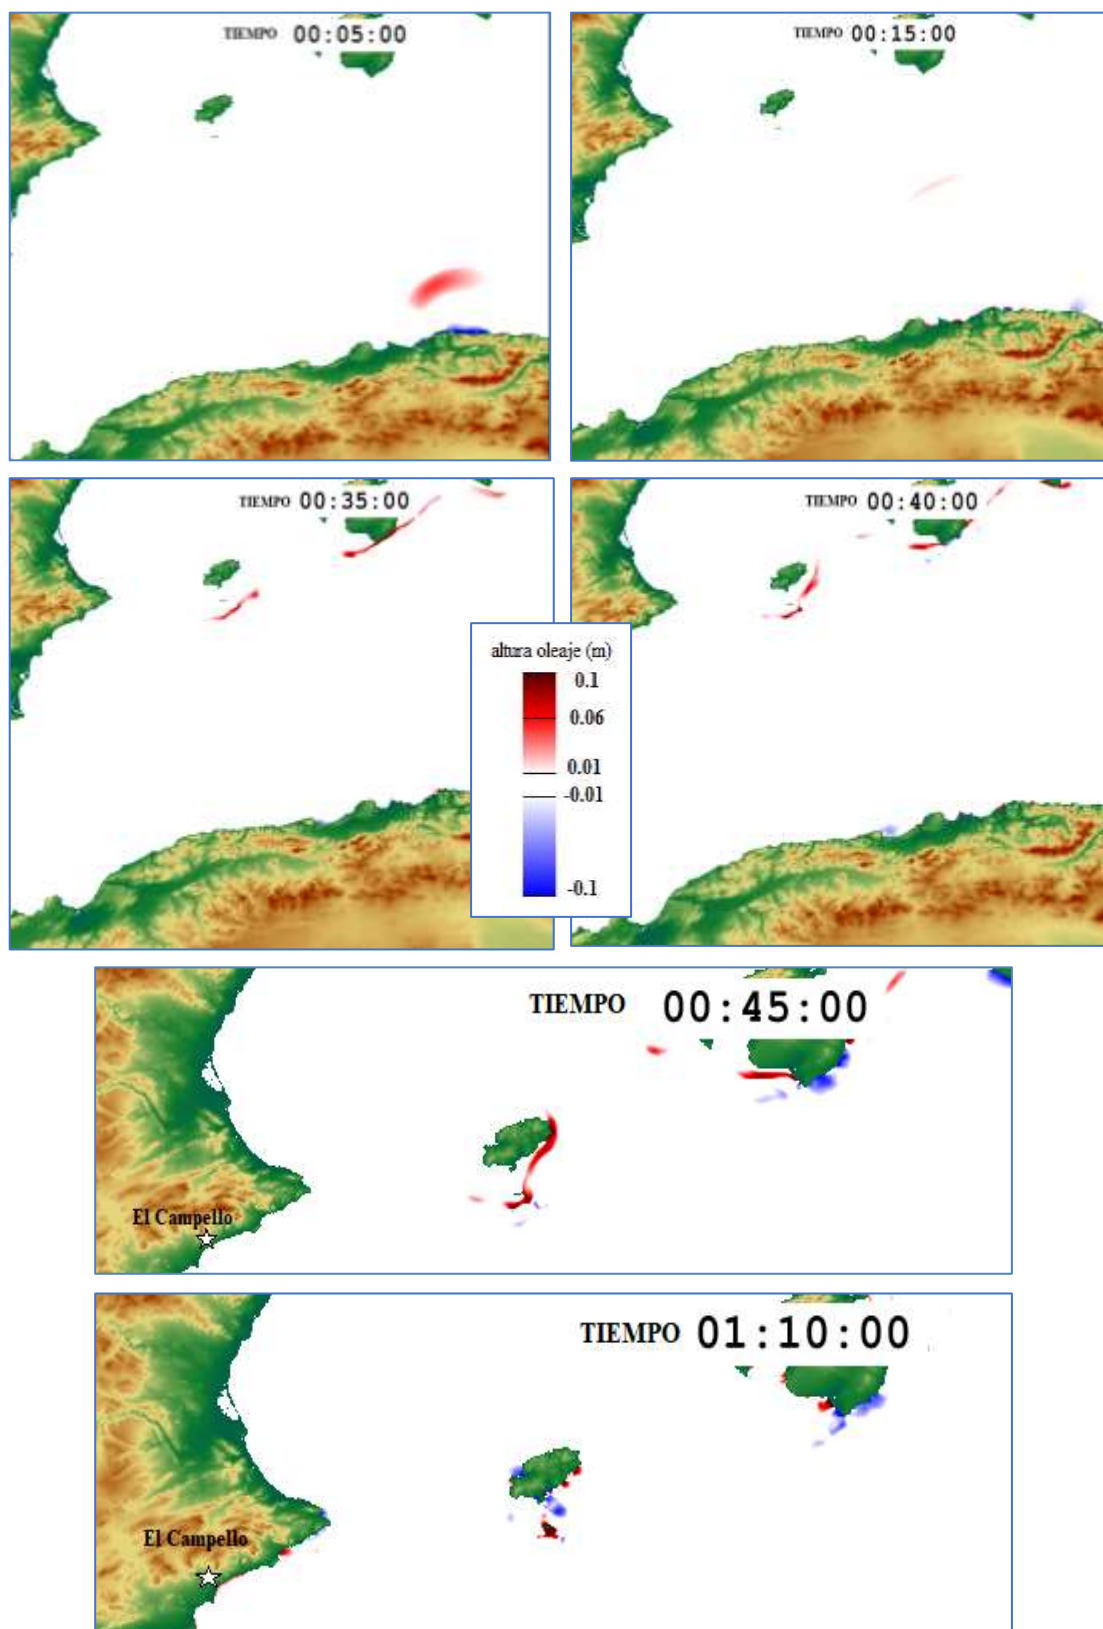 TIEMPO 00:05:00
TIEMPO 00:15:00
TIEMPO 00:35:00
TIEMPO 00:40:00
altura oleaje (m)
0.1
0.06
0.01
-0.01
-0.1
TIEMPO 00:45:00
El Campello
TIEMPO 01:10:00
El Campello